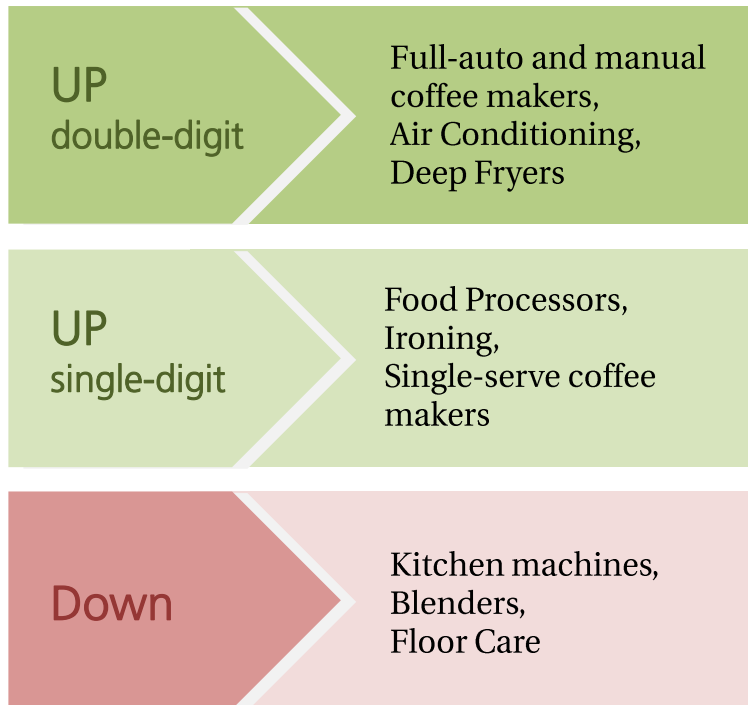 UP
double-digit
Full-auto and manual
coffee makers,
Air Conditioning,
Deep Fryers
UP
single-digit
Food Processors,
Ironing,
Single-serve coffee
makers
Down
Kitchen machines,
Blenders,
Floor Care